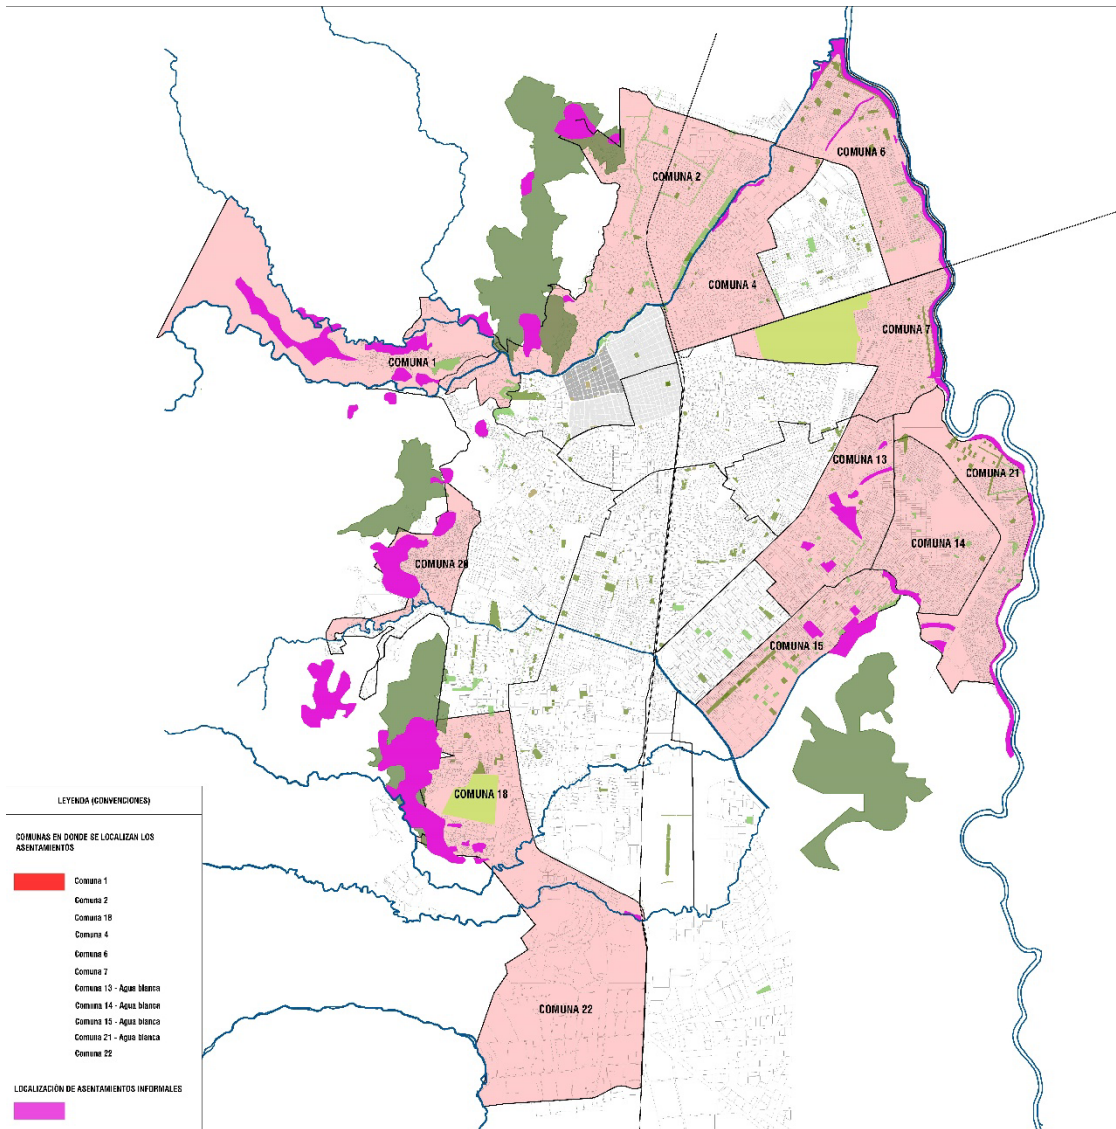 COMUNA 6
COMUNA 2
COMUNA 4
COMUNA 7
COMUNA 1
COMUNA 13
COMUNA 21
COMUNA 14
COMUNA 20
COMUNA 15
COMUNA 18
COMUNA 22
LEYENDA (CONVENCIONES)
COMUNAS EN DONDE SE LOCALIZAN LOS
ASENTAMIENTOS
Comuna 1
Comuna 2
Comuna 18
Comuna 4
Comuna 6
Comuna 7
Comuna 13 - Agua blanca
Comuna 14 - Agua blanca
Comuna 15 - Agua blanca
Comuna 21 - Agua blanca
Comuna 22
LOCALIZACIÓN DE ASENTAMIENTOS INFORMALES